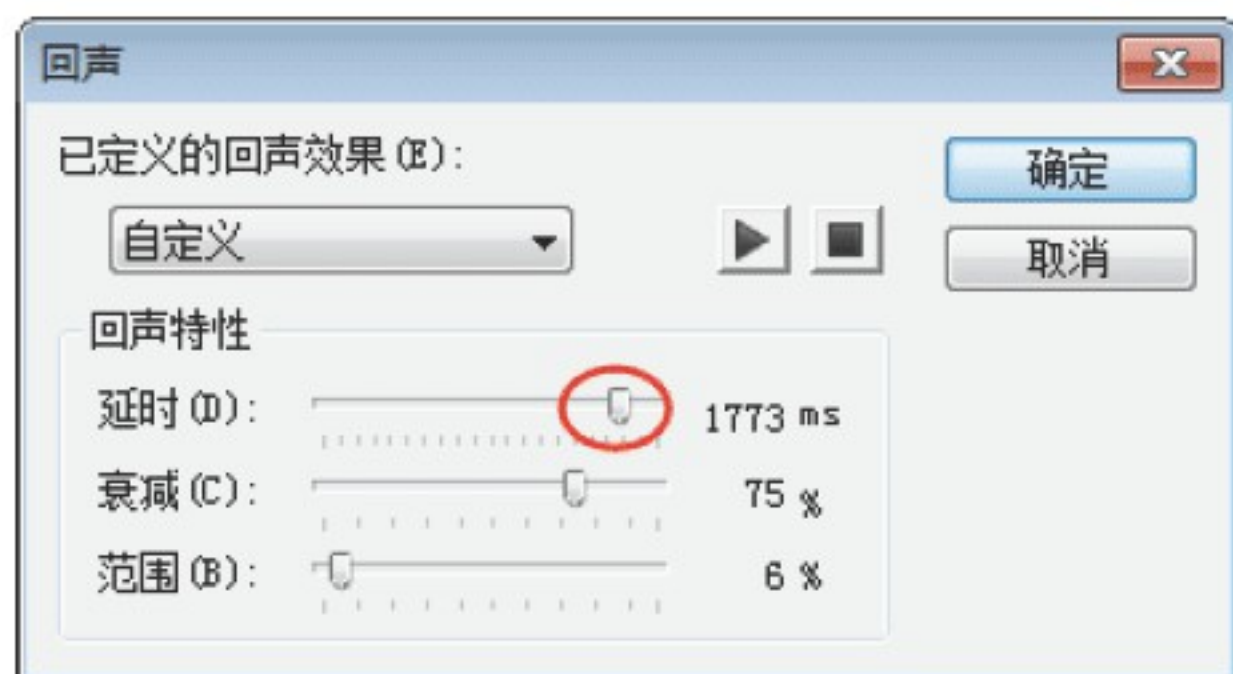 回声
已定义的回声效果(E):
确定
自定义
取消
回声特性
延时(D): 1773 ms
衰减(C): 75 %
范围(B): 6 %